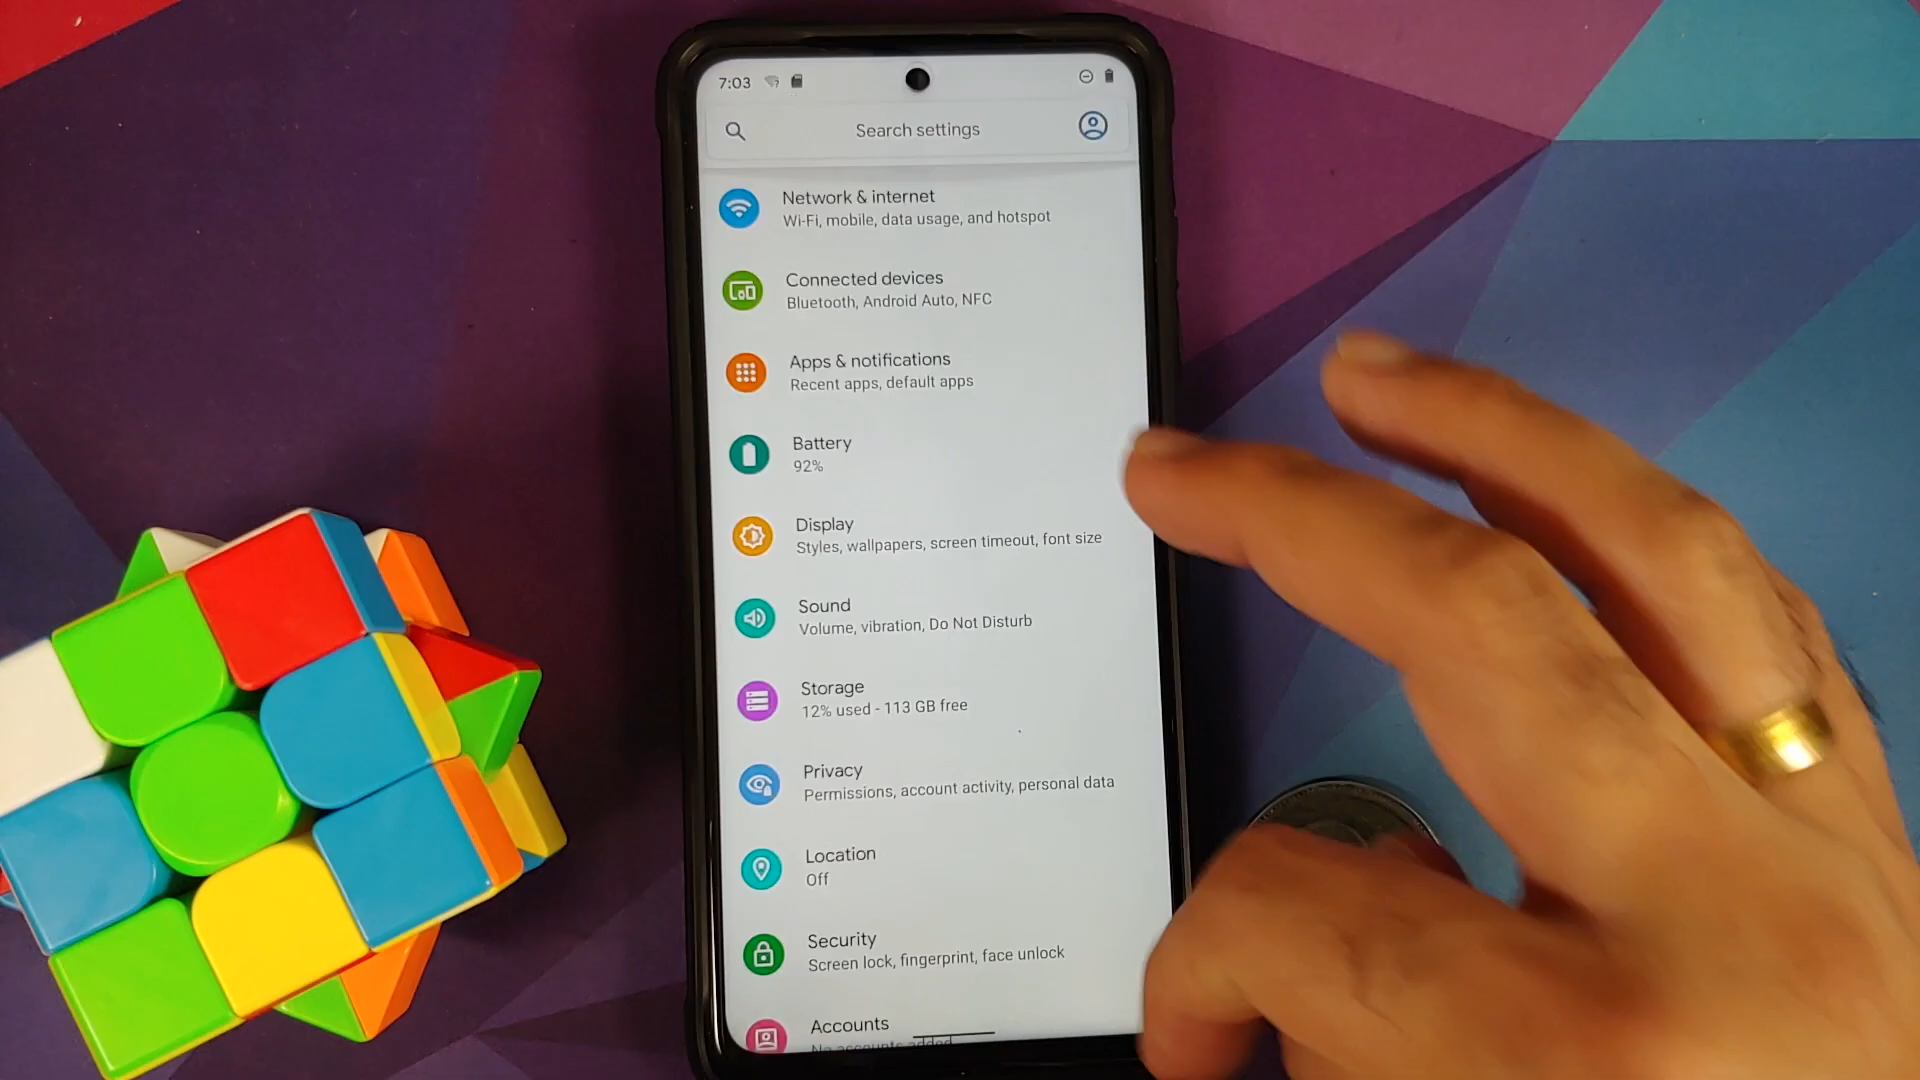 7:03
Search settings
Network & internet
Wi-Fi, mobile, data usage, and hotspot
Connected devices
Bluetooth, Android Auto, NFC
Apps & notifications
Recent apps, default apps
Battery
92%
Display
Styles, wallpapers, screen timeout, font size
Sound
Volume, vibration, Do Not Disturb
Storage
12% used - 113 GB free
Privacy
Permissions, account activity, personal data
Location
Off
Security
Screen lock, fingerprint, face unlock
Accounts
No accounts added